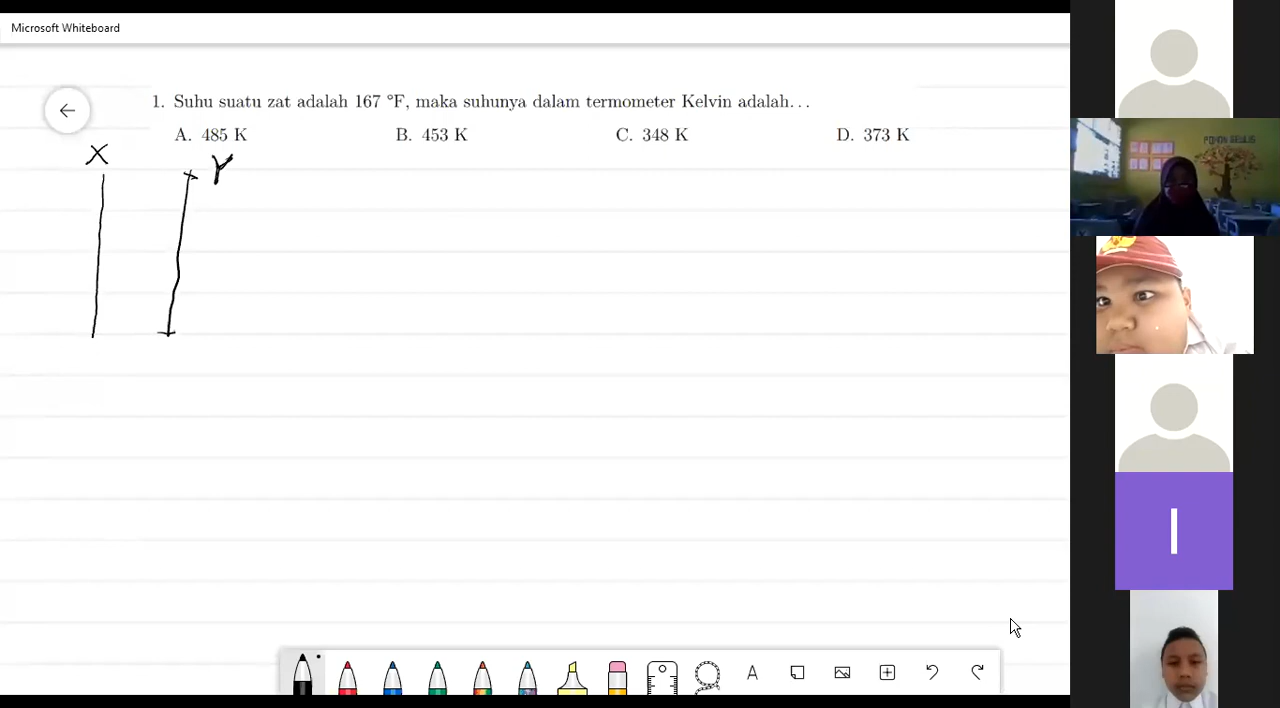 Microsoft Whiteboard
1. Suhu suatu zat adalah 167 °F, maka suhunya dalam termometer Kelvin adalah...
A. 485 K B. 453 K C. 348 K D. 373 K
X Y
A
I